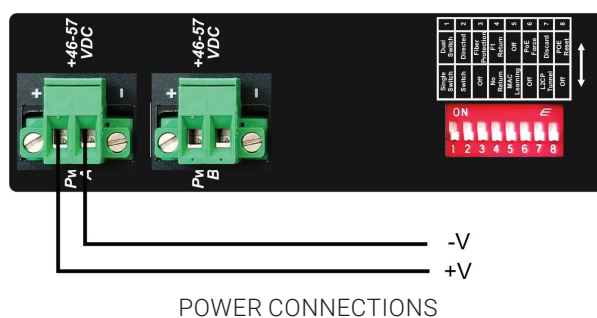 +46-57
VDC
+ -
A
+46-57
VDC
+ -
B
1 2 3 4 5 6 7 8
Dual
Switch
Directed
Fiber
Protection
F1
Return
Off
PoE
Force
Discard
POE
Reset
Single
Switch
Switch
Off
No
Return
MAC
Learning
Off
L2CP
Tunnel
Off
ON
1 2 3 4 5 6 7 8
-V
+V
POWER CONNECTIONS